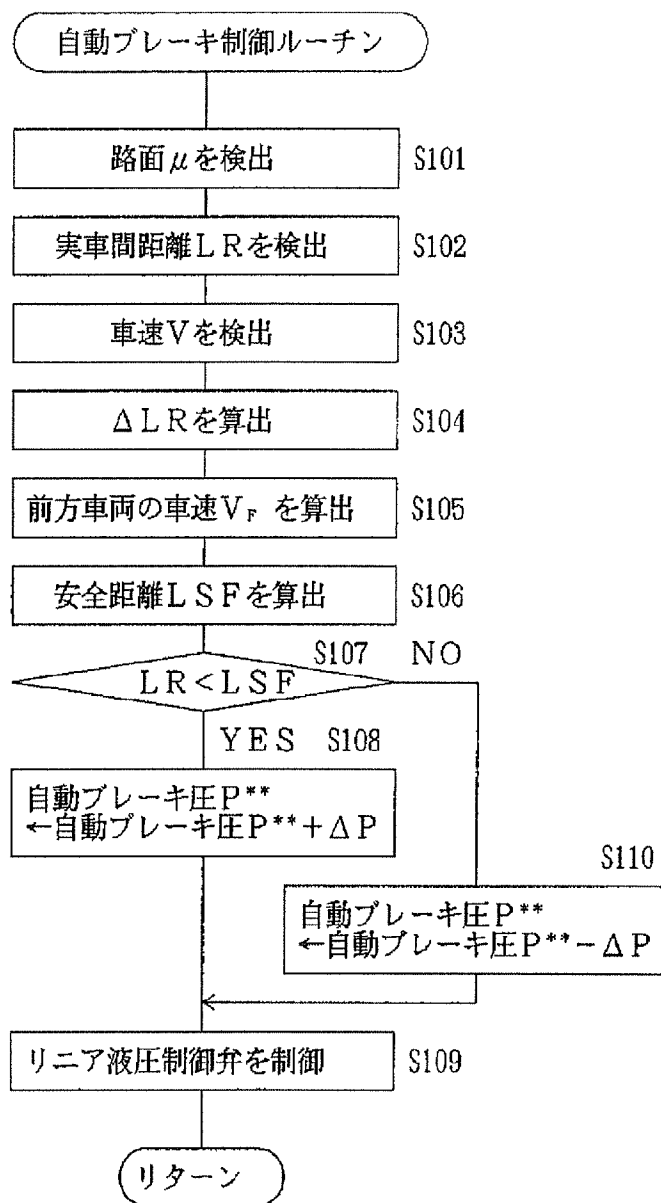 自動ブレーキ制御ルーチン
路面μを検出 S101
実車間距離LRを検出 S102
車速Vを検出 S103
ΔLRを算出 S104
前方車両の車速VFを算出 S105
安全距離LSFを算出 S106
S107 NO
LR<LSF
YES S108
自動ブレーキ圧P**
←自動ブレーキ圧P**+ΔP
S110
自動ブレーキ圧P**
←自動ブレーキ圧P**-ΔP
リニア液圧制御弁を制御 S109
リターン